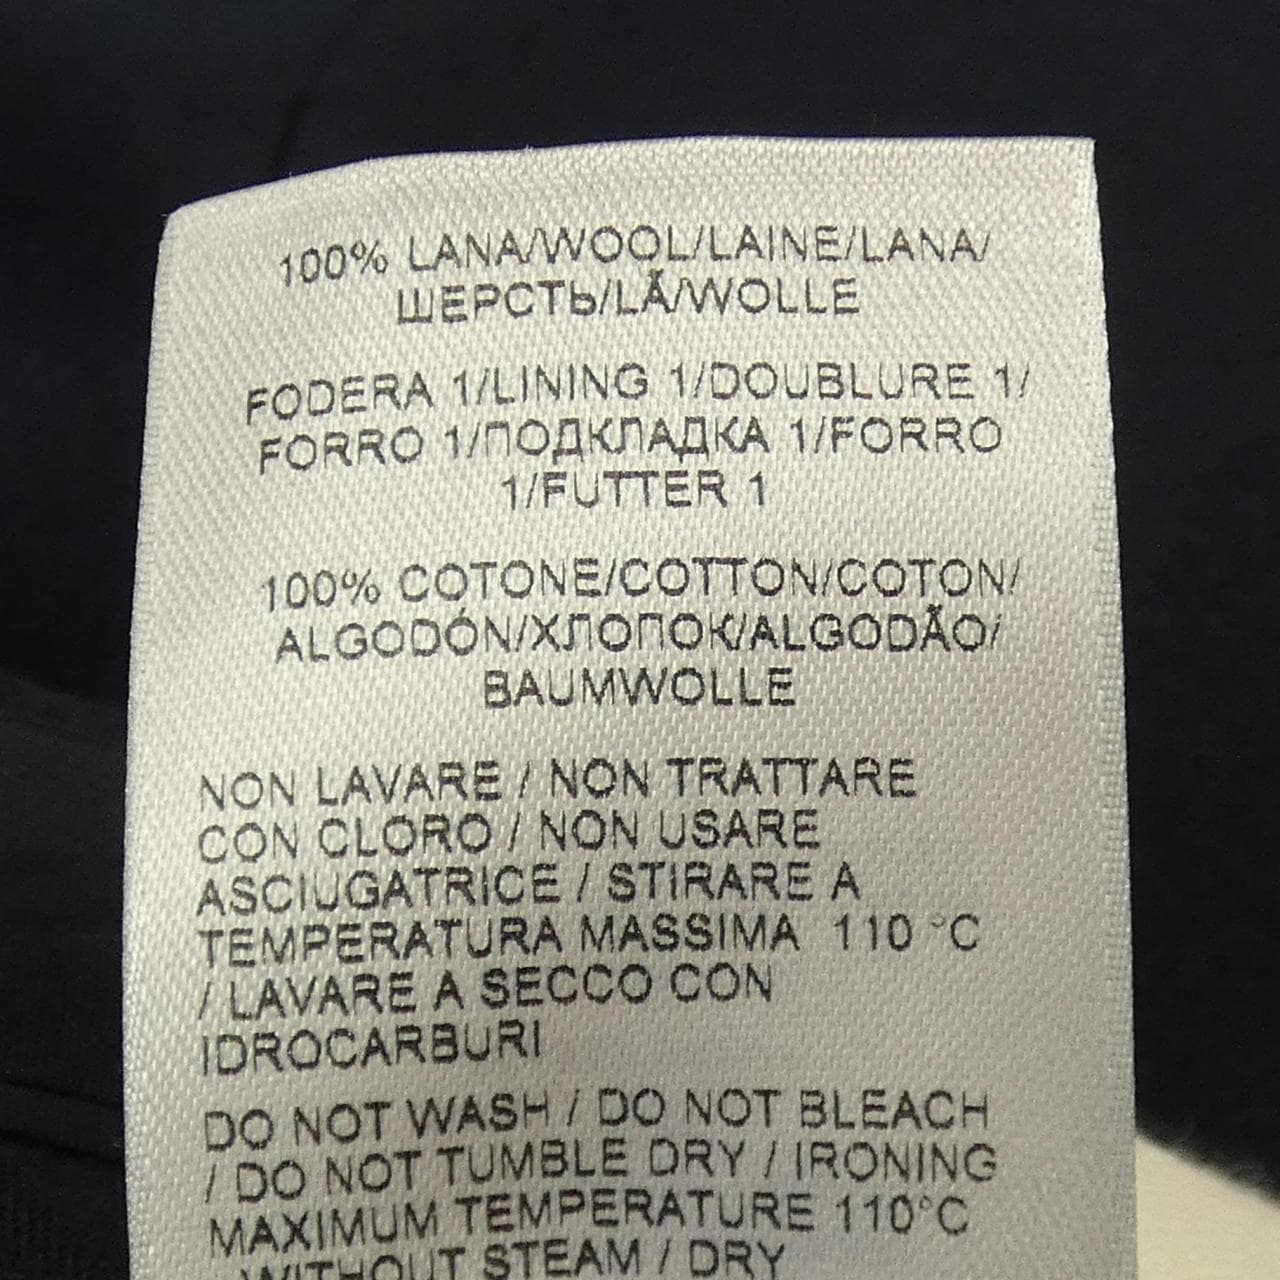 100% LANA/WOOL/LAINE/LANA/
ШЕРСТЬ/LÃ/WOLLE
FODERA 1/LINING 1/DOUBLURE 1/
FORRO 1/ПОДКЛАДКА 1/FORRO
1/FUTTER 1
100% COTONE/COTTON/COTON/
ALGODÓN/ХЛОПОК/ALGODÃO/
BAUMWOLLE
NON LAVARE / NON TRATTARE
CON CLORO / NON USARE
ASCIUGATRICE / STIRARE A
TEMPERATURA MASSIMA 110 °C
/ LAVARE A SECCO CON
IDROCARBURI
DO NOT WASH / DO NOT BLEACH
/ DO NOT TUMBLE DRY / IRONING
MAXIMUM TEMPERATURE 110°C
WITHOUT STEAM / DRY